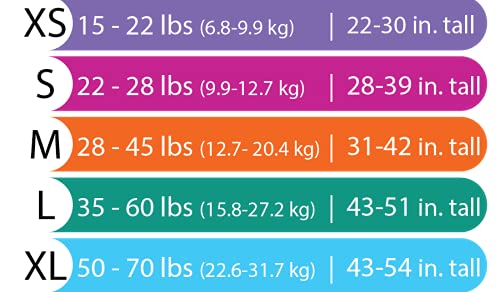 XS 15 - 22 lbs (6.8-9.9 kg) | 22-30 in. tall
S 22 - 28 lbs (9.9-12.7 kg) | 28-39 in. tall
M 28 - 45 lbs (12.7- 20.4 kg) | 31-42 in. tall
L 35 - 60 lbs (15.8-27.2 kg) | 43-51 in. tall
XL 50 - 70 lbs (22.6-31.7 kg) | 43-54 in. tall